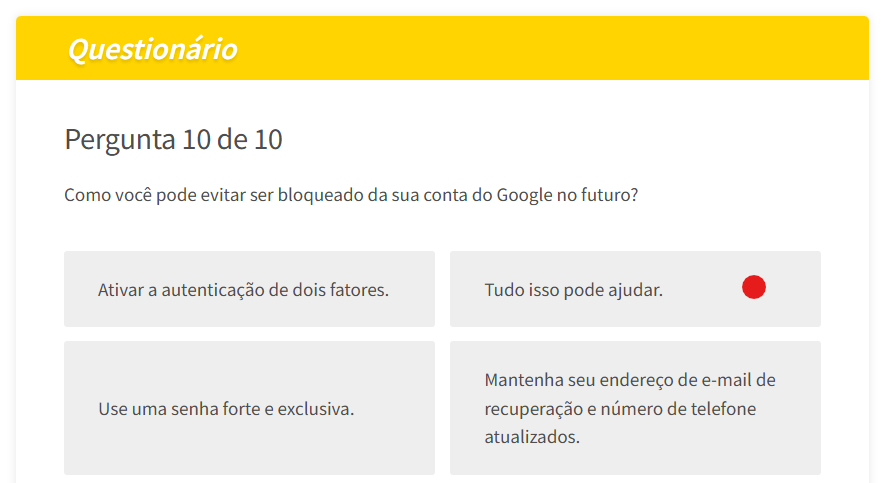 Questionário
Pergunta 10 de 10
Como você pode evitar ser bloqueado da sua conta do Google no futuro?
Ativar a autenticação de dois fatores.
Tudo isso pode ajudar.
Use uma senha forte e exclusiva.
Mantenha seu endereço de e-mail de
recuperação e número de telefone
atualizados.